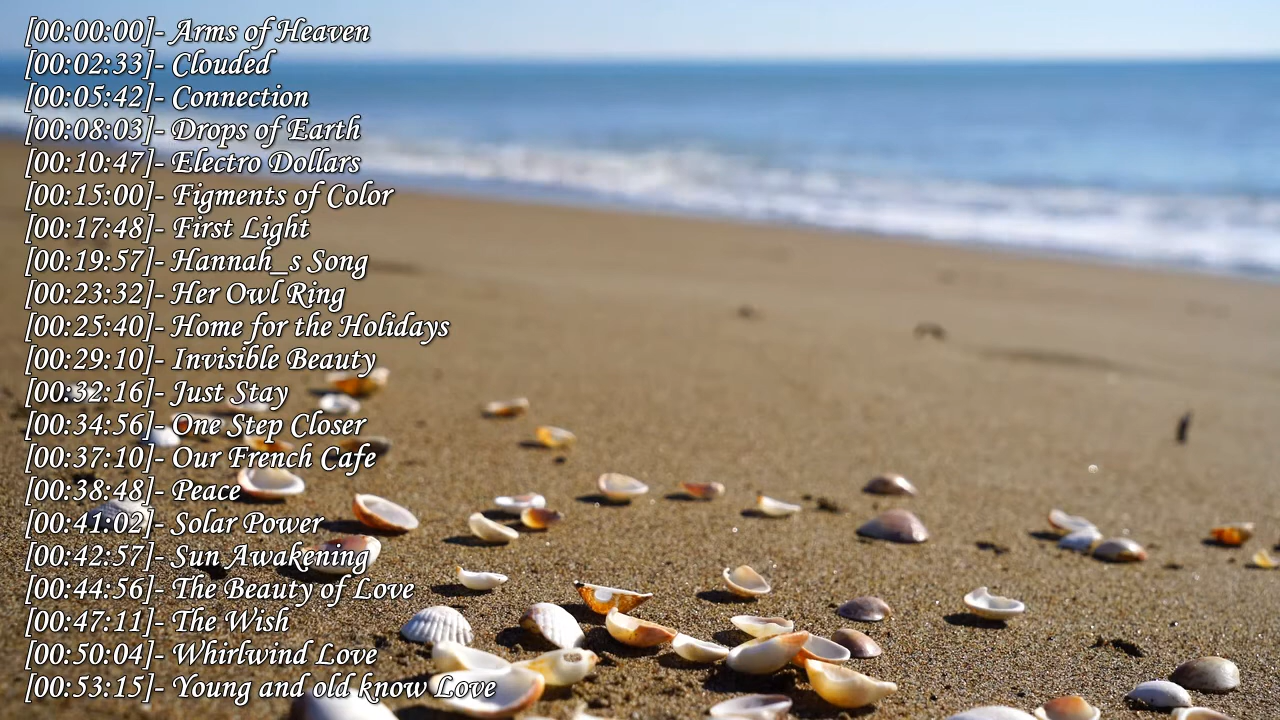 [00:00:00]- Arms of Heaven
[00:02:33]- Clouded
[00:05:42]- Connection
[00:08:03]- Drops of Earth
[00:10:47]- Electro Dollars
[00:15:00]- Figments of Color
[00:17:48]- First Light
[00:19:57]- Hannah_s Song
[00:23:32]- Her Owl Ring
[00:25:40]- Home for the Holidays
[00:29:10]- Invisible Beauty
[00:32:16]- Just Stay
[00:34:56]- One Step Closer
[00:37:10]- Our French Cafe
[00:38:48]- Peace
[00:41:02]- Solar Power
[00:42:57]- Sun Awakening
[00:44:56]- The Beauty of Love
[00:47:11]- The Wish
[00:50:04]- Whirlwind Love
[00:53:15]- Young and old know Love